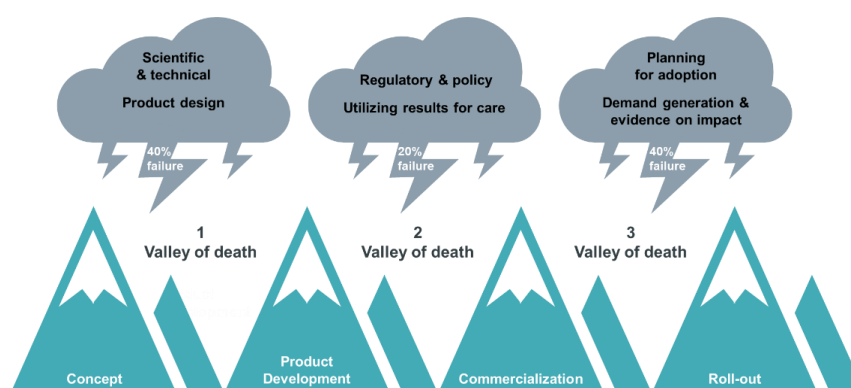 Scientific
& technical
Product design
Regulatory & policy
Utilizing results for care
Planning
for adoption
Demand generation &
evidence on impact
40%
failure
20%
failure
40%
failure
1
Valley of death
2
Valley of death
3
Valley of death
Concept
Product
Development
Commercialization
Roll-out